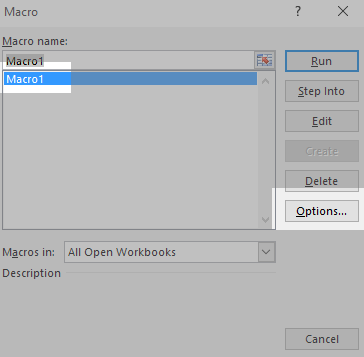 Macro
Macro name:
Macro1
Macro1
Run
Step Into
Edit
Create
Delete
Options...
Macros in: All Open Workbooks
Description
Cancel